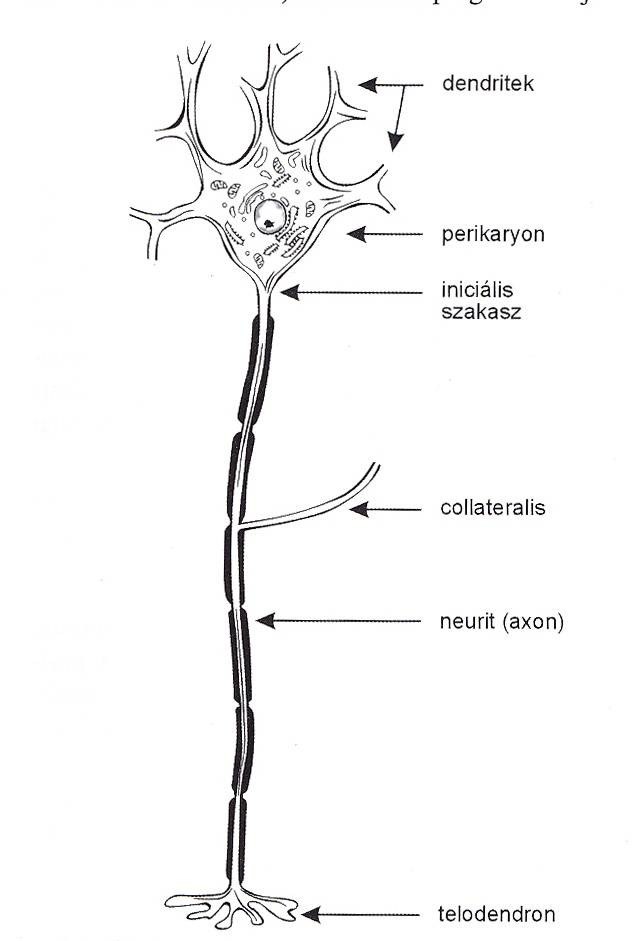 dendritek
perikaryon
iniciális
szakasz
collateralis
neurit (axon)
telodendron